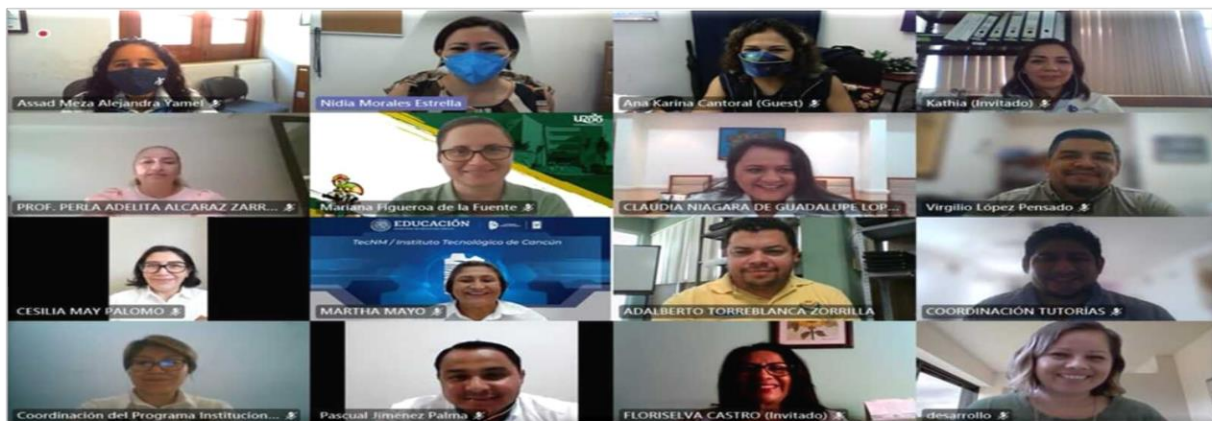 Assad Meza Alejandra Yamel
Nidia Morales Estrella
Ana Karina Cantoral (Guest)
Kathia (Invitado)
PROF. PERLA ADELITA ALCARAZ ZARR...
Mariana Figueroa de la Fuente
CLAUDIA NIAGARA DE GUADALUPE LOP...
Virgilio López Pensado
CESILIA MAY PALOMO
EDUCACIÓN
TecNM / Instituto Tecnológico de Cancún
MARTHA MAYO
ADALBERTO TORREBLANCA ZORRILLA
COORDINACIÓN TUTORÍAS
Coordinación del Programa Institucion...
Pascual Jiménez Palma
FLORISELVA CASTRO (Invitado)
desarrollo